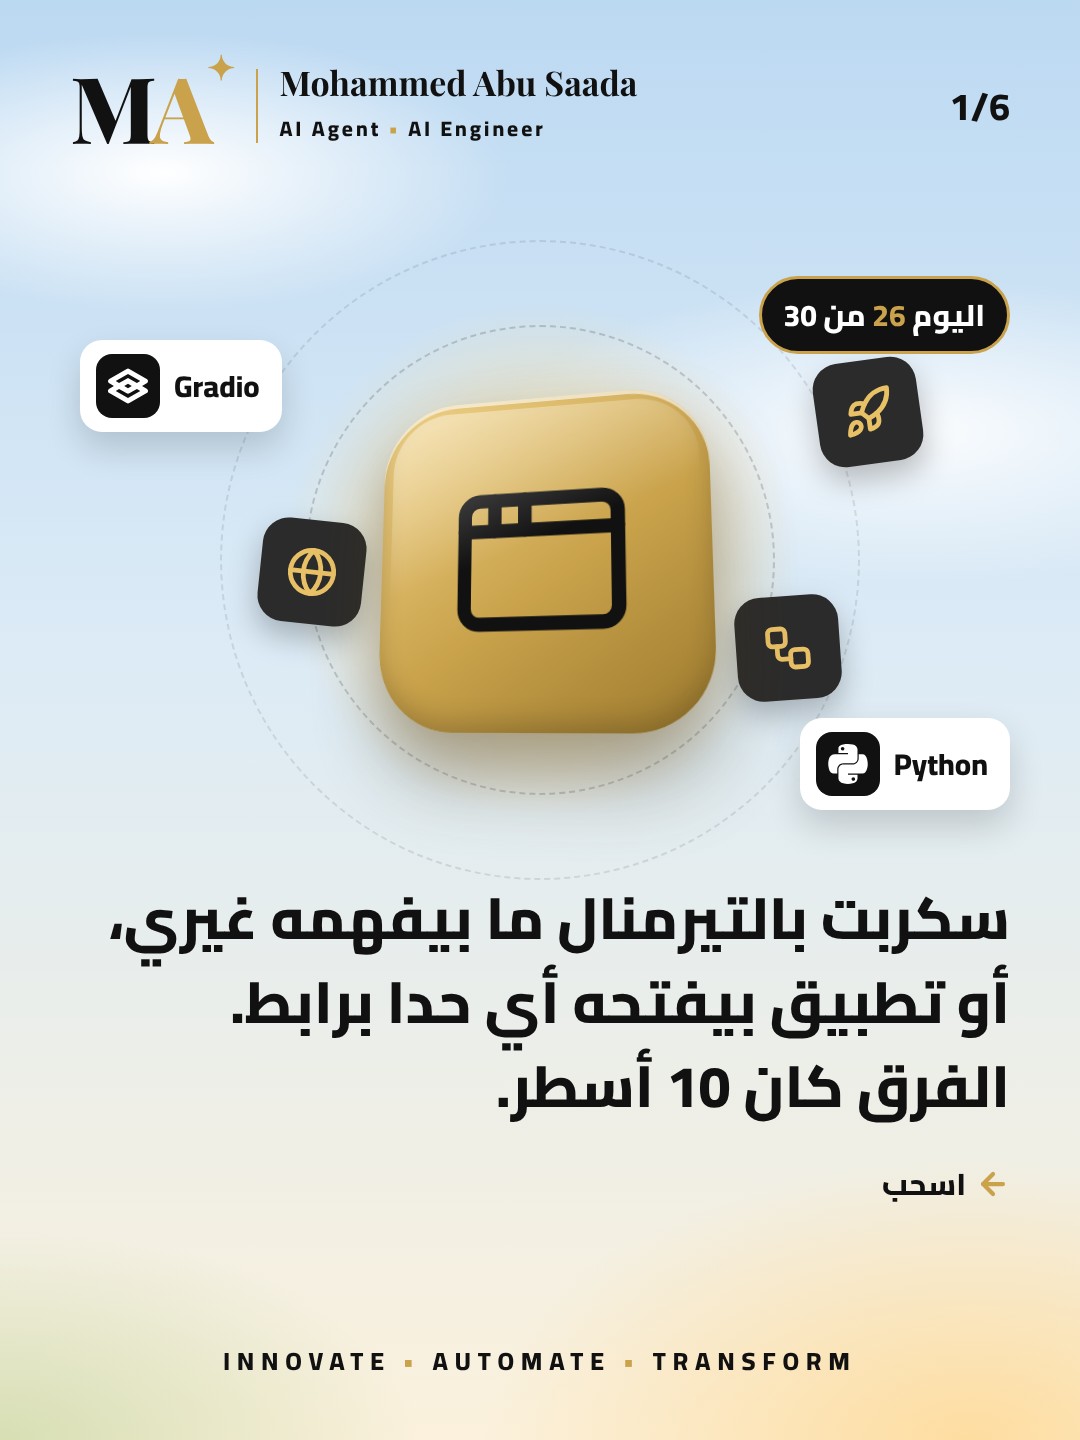 MA
Mohammed Abu Saada
AI Agent ▪ AI Engineer
1/6
اليوم 26 من 30
Gradio
Python
سكربت بالتيرمنال ما بيفهمه غيري،
أو تطبيق بيفتحه أي حدا برابط.
الفرق كان 10 أسطر.
← اسحب
INNOVATE ▪ AUTOMATE ▪ TRANSFORM